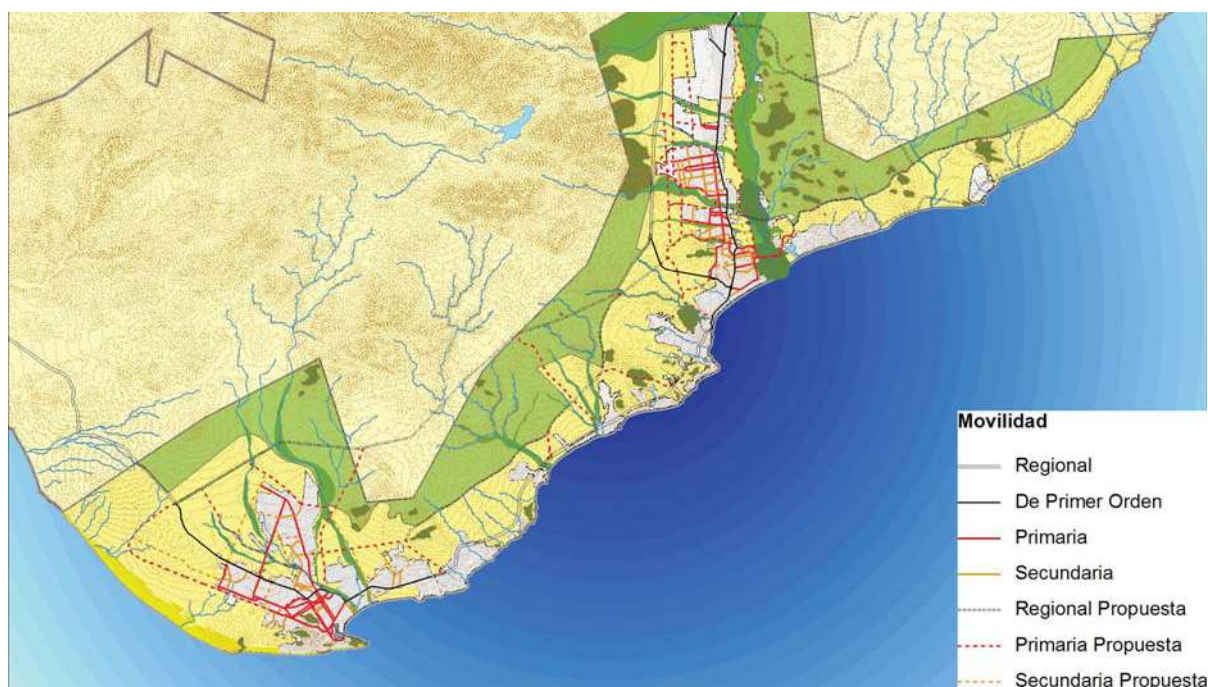 Movilidad
Regional
De Primer Orden
Primaria
Secundaria
Regional Propuesta
Primaria Propuesta
Secundaria Propuesta